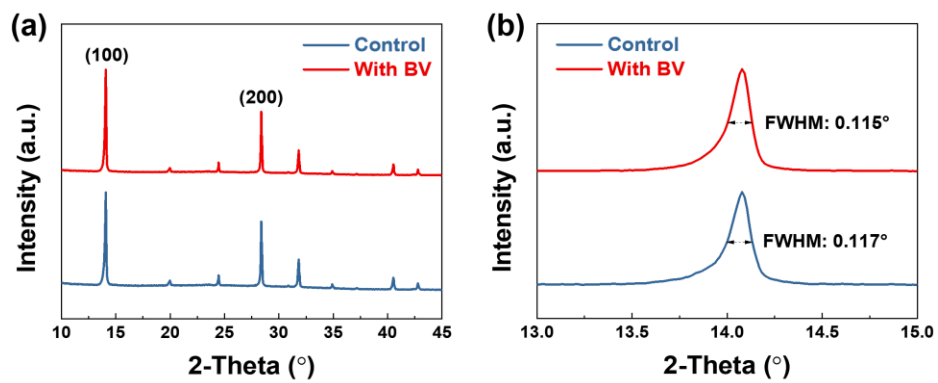 (a)
Control
With BV
(100)
(200)
Intensity (a.u.)
10 15 20 25 30 35 40 45
2-Theta (°)
(b)
Control
With BV
FWHM: 0.115°
FWHM: 0.117°
Intensity (a.u.)
13.0 13.5 14.0 14.5 15.0
2-Theta (°)